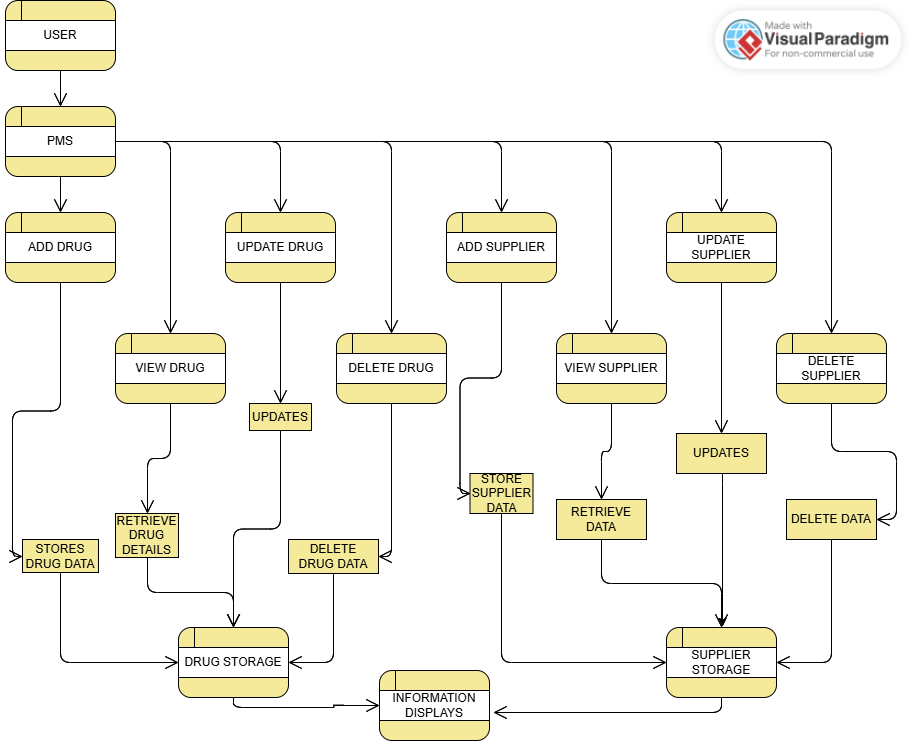 USER
Made with
Visual Paradigm
For non-commercial use
PMS
ADD DRUG
UPDATE DRUG
ADD SUPPLIER
UPDATE
SUPPLIER
VIEW DRUG
DELETE DRUG
VIEW SUPPLIER
DELETE
SUPPLIER
UPDATES
UPDATES
STORE
SUPPLIER
DATA
RETRIEVE
DATA
DELETE DATA
RETRIEVE
DRUG
DETAILS
STORES
DRUG DATA
DELETE
DRUG DATA
DRUG STORAGE
SUPPLIER
STORAGE
INFORMATION
DISPLAYS